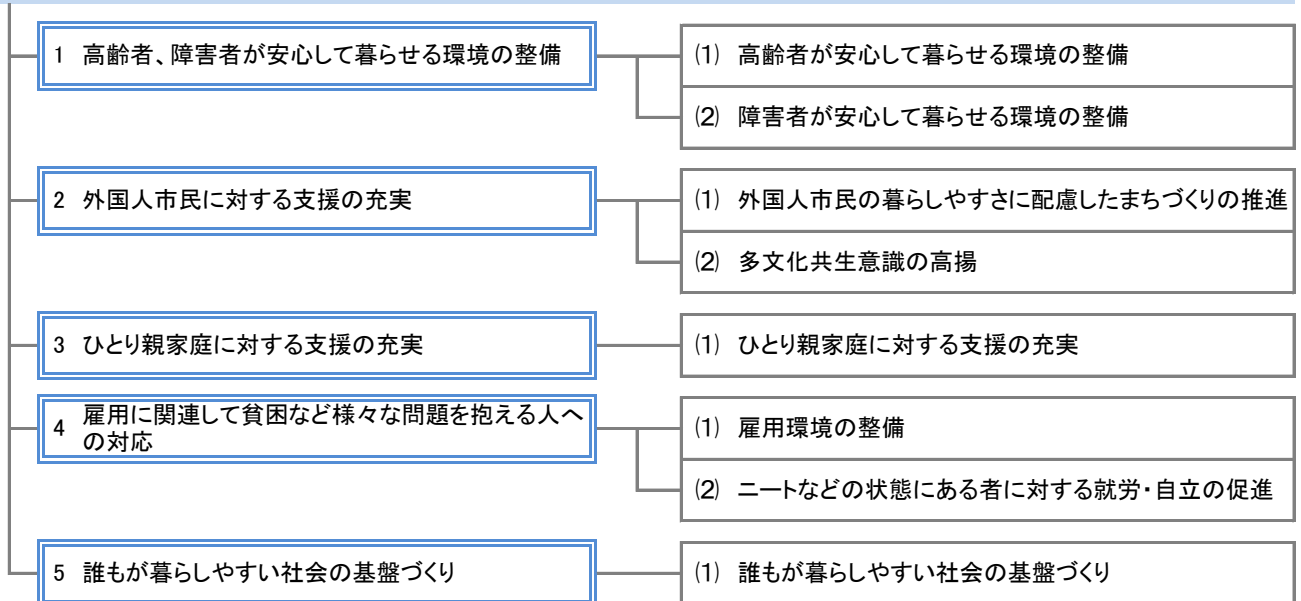 1 高齢者、障害者が安心して暮らせる環境の整備
(1) 高齢者が安心して暮らせる環境の整備
(2) 障害者が安心して暮らせる環境の整備
2 外国人市民に対する支援の充実
(1) 外国人市民の暮らしやすさに配慮したまちづくりの推進
(2) 多文化共生意識の高揚
3 ひとり親家庭に対する支援の充実
(1) ひとり親家庭に対する支援の充実
4 雇用に関連して貧困など様々な問題を抱える人へ
の対応
(1) 雇用環境の整備
(2) ニートなどの状態にある者に対する就労・自立の促進
5 誰もが暮らしやすい社会の基盤づくり
(1) 誰もが暮らしやすい社会の基盤づくり